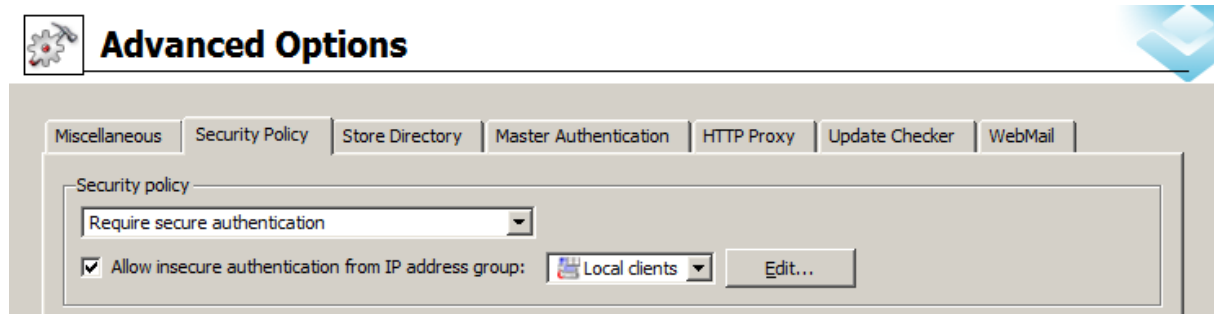 Advanced Options
Miscellaneous Security Policy Store Directory Master Authentication HTTP Proxy Update Checker WebMail
Security policy
Require secure authentication
Allow insecure authentication from IP address group: Local clients Edit...